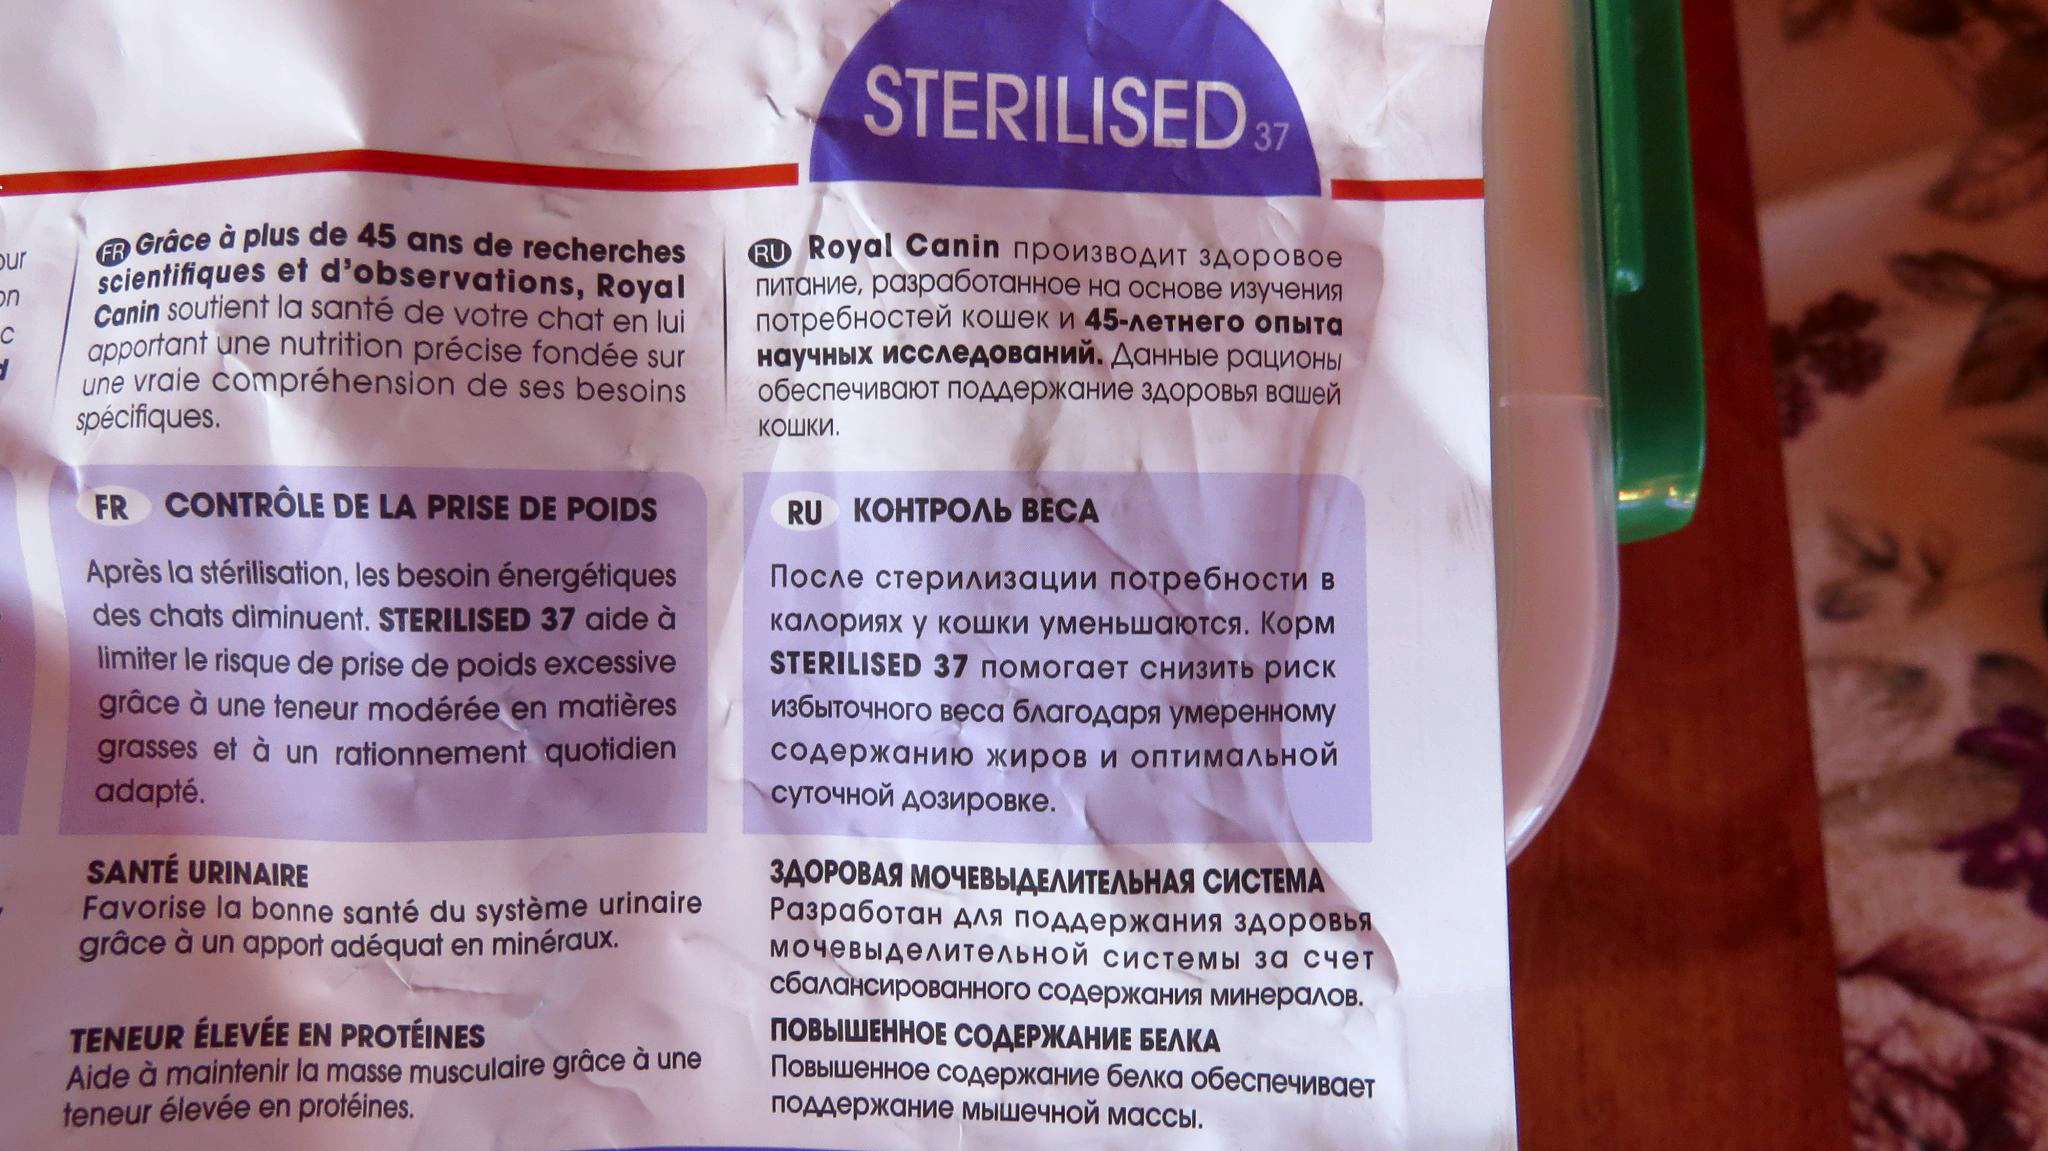 STERILISED 37
FR Grâce à plus de 45 ans de recherches
scientifiques et d'observations, Royal
Canin soutient la santé de votre chat en lui
apportant une nutrition précise fondée sur
une vraie compréhension de ses besoins
spécifiques.
RU Royal Canin производит здоровое
питание, разработанное на основе изучения
потребностей кошек и 45-летнего опыта
научных исследований. Данные рационы
обеспечивают поддержание здоровья вашей
кошки.
FR CONTRÔLE DE LA PRISE DE POIDS
Après la stérilisation, les besoin énergétiques
des chats diminuent. STERILISED 37 aide à
limiter le risque de prise de poids excessive
grâce à une teneur modérée en matières
grasses et à un rationnement quotidien
adapté.
RU КОНТРОЛЬ ВЕСА
После стерилизации потребности в
калориях у кошки уменьшаются. Корм
STERILISED 37 помогает снизить риск
избыточного веса благодаря умеренному
содержанию жиров и оптимальной
суточной дозировке.
SANTÉ URINAIRE
Favorise la bonne santé du système urinaire
grâce à un apport adéquat en minéraux.
TENEUR ÉLEVÉE EN PROTÉINES
Aide à maintenir la masse musculaire grâce à une
teneur élevée en protéines.
ЗДОРОВАЯ МОЧЕВЫДЕЛИТЕЛЬНАЯ СИСТЕМА
Разработан для поддержания здоровья
мочевыделительной системы за счет
сбалансированного содержания минералов.
ПОВЫШЕННОЕ СОДЕРЖАНИЕ БЕЛКА
Повышенное содержание белка обеспечивает
поддержание мышечной массы.